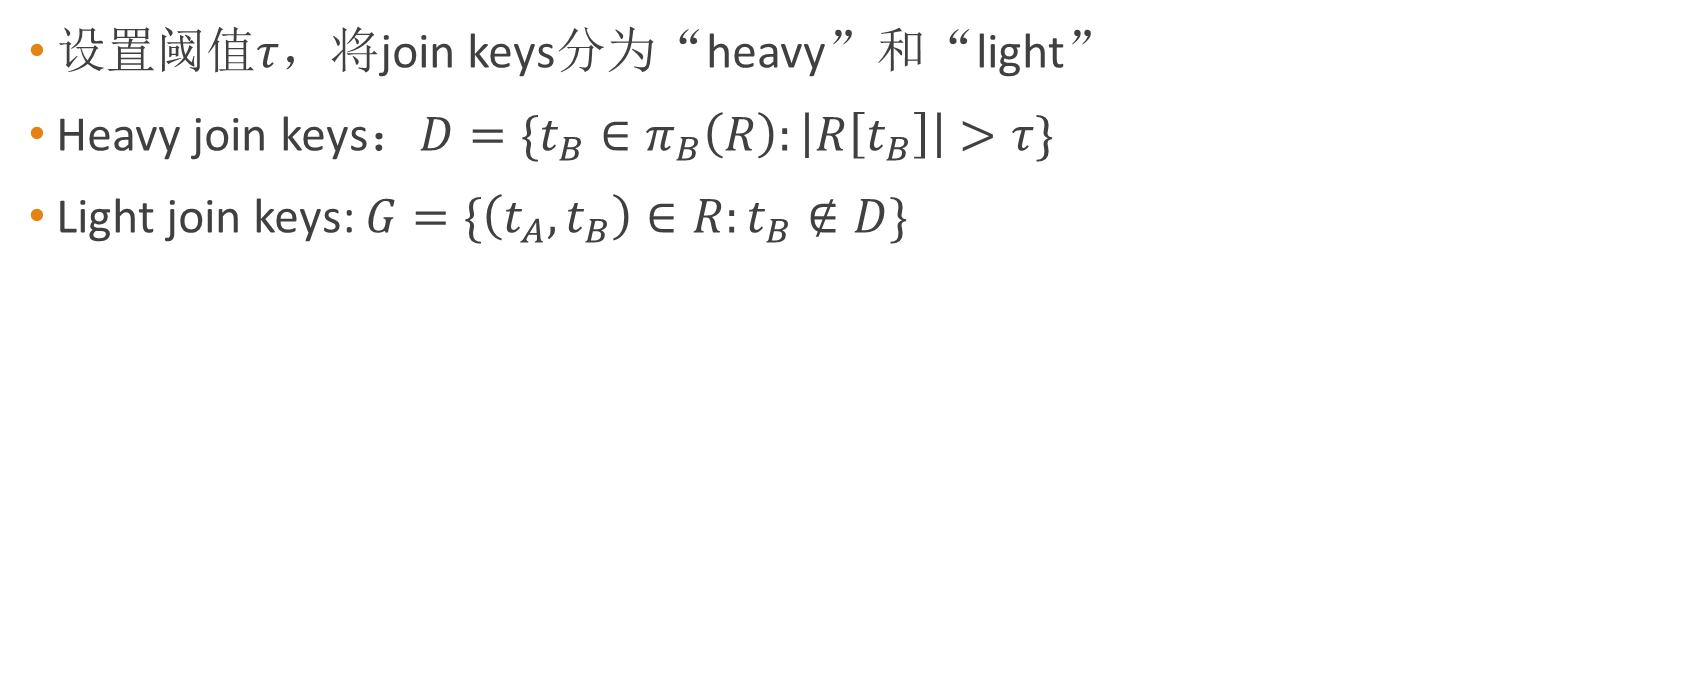 • 设置阈值τ，将join keys分为“heavy”和“light”
• Heavy join keys：D = {t_B ∈ π_B(R): |R[t_B]| > τ}
• Light join keys: G = {(t_A, t_B) ∈ R: t_B ∉ D}